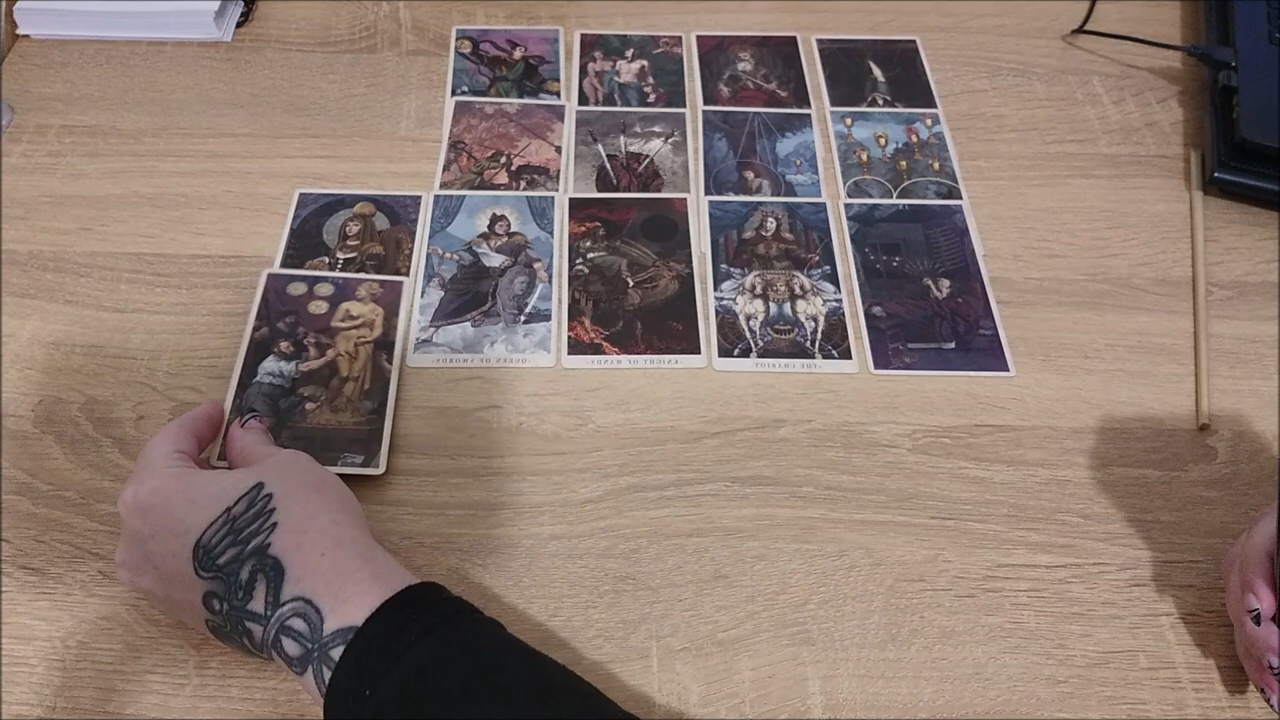 ·QUEEN OF SWORDS·
·KNIGHT OF WANDS·
·THE CHARIOT·